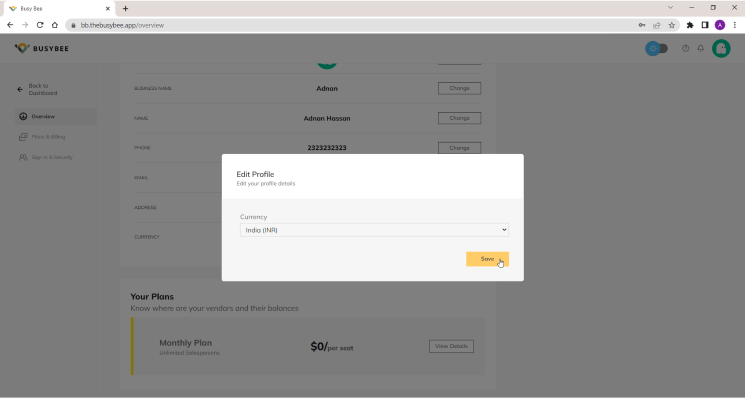 Busy Bee
bb.thebusybee.app/overview
A
BUSYBEE
Back to
Dashboard
Overview
Plans & Billing
Sign in & Security
BUSINESS NAME
Adnan
Change
NAME
Adnan Hassan
Change
PHONE
2323232323
Change
EMAIL
ADDRESS
CURRENCY
Edit Profile
Edit your profile details
Currency
India (INR)
Save
Your Plans
Know where are your vendors and their balances
Monthly Plan
Unlimited Salespersons
$0/per seat
View Details